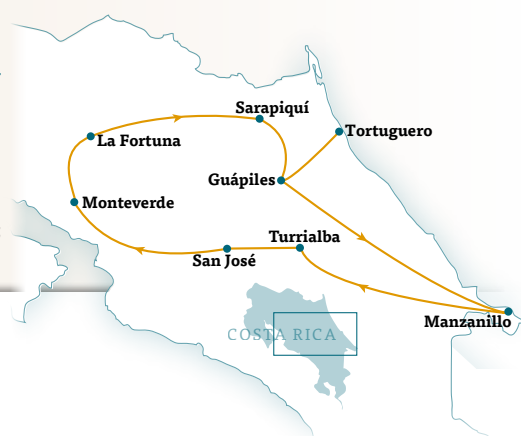 Sarapiquí
Tortuguero
La Fortuna
Guápiles
Monteverde
Turrialba
San José
Manzanillo
COSTA RICA